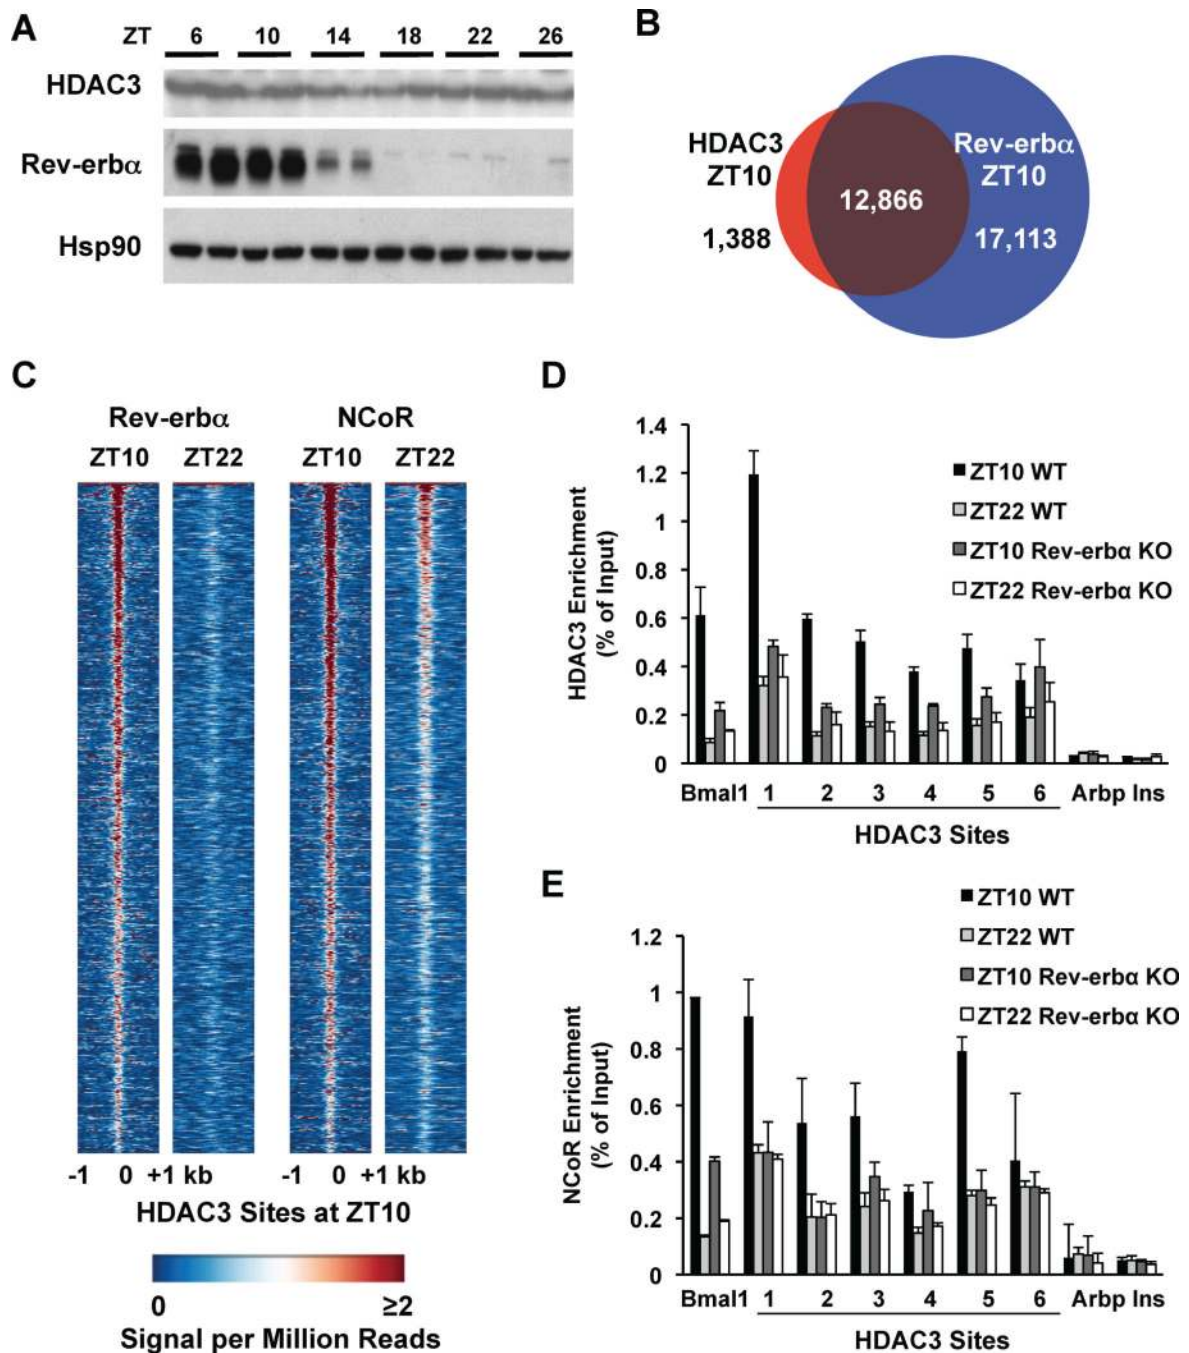 A
ZT 6 10 14 18 22 26
HDAC3
Rev-erbα
Hsp90
B
HDAC3
ZT10
1,388
12,866
Rev-erbα
ZT10
17,113
C
Rev-erbα NCoR
ZT10 ZT22 ZT10 ZT22
-1 0 +1 kb -1 0 +1 kb
HDAC3 Sites at ZT10
0 ≥2
Signal per Million Reads
D
HDAC3 Enrichment
(% of Input)
1.4
1.2
1
0.8
0.6
0.4
0.2
0
ZT10 WT
ZT22 WT
ZT10 Rev-erbα KO
ZT22 Rev-erbα KO
Bmal1 1 2 3 4 5 6 Arbp Ins
HDAC3 Sites
E
NCoR Enrichment
(% of Input)
1.2
1
0.8
0.6
0.4
0.2
0
ZT10 WT
ZT22 WT
ZT10 Rev-erbα KO
ZT22 Rev-erbα KO
Bmal1 1 2 3 4 5 6 Arbp Ins
HDAC3 Sites